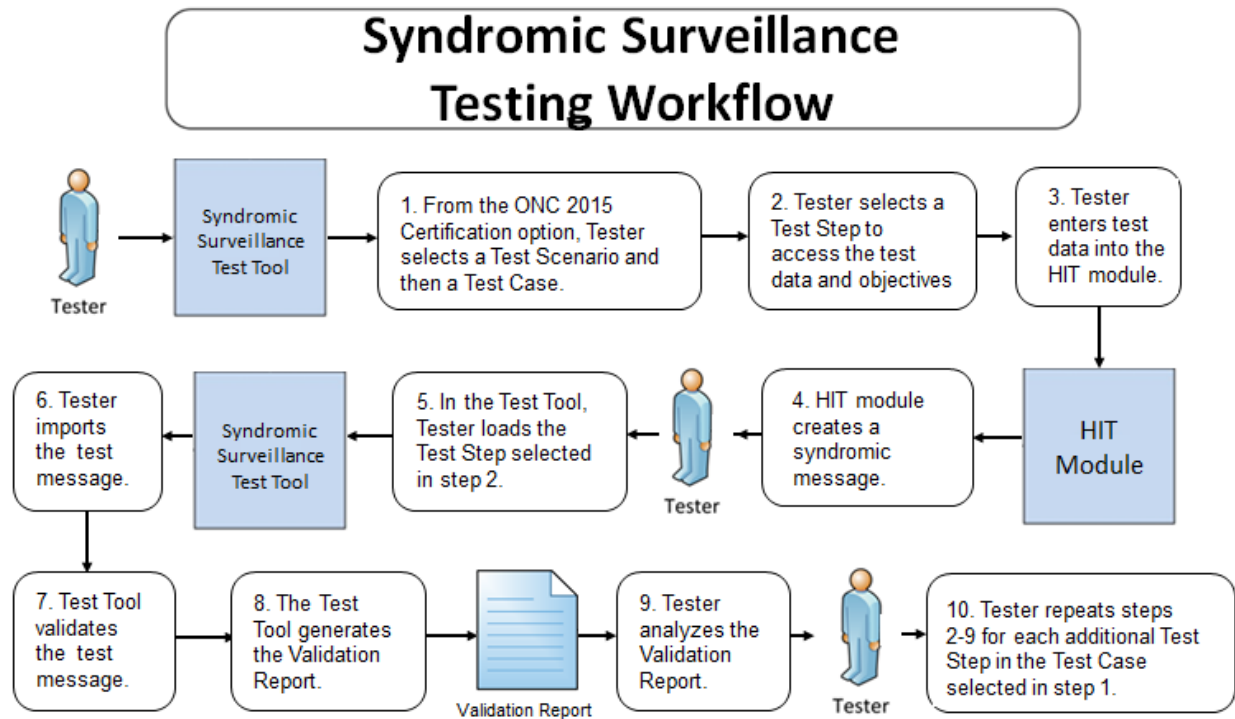 Syndromic Surveillance
Testing Workflow
Tester
Syndromic
Surveillance
Test Tool
1. From the ONC 2015
Certification option, Tester
selects a Test Scenario and
then a Test Case.
2. Tester selects a
Test Step to
access the test
data and objectives
3. Tester
enters test
data into the
HIT module.
6. Tester
imports
the test
message.
Syndromic
Surveillance
Test Tool
5. In the Test Tool,
Tester loads the
Test Step selected
in step 2.
Tester
4. HIT module
creates a
syndromic
message.
HIT
Module
7. Test Tool
validates
the test
message.
8. The Test
Tool generates
the Validation
Report.
Validation Report
9. Tester
analyzes the
Validation
Report.
Tester
10. Tester repeats steps
2-9 for each additional Test
Step in the Test Case
selected in step 1.